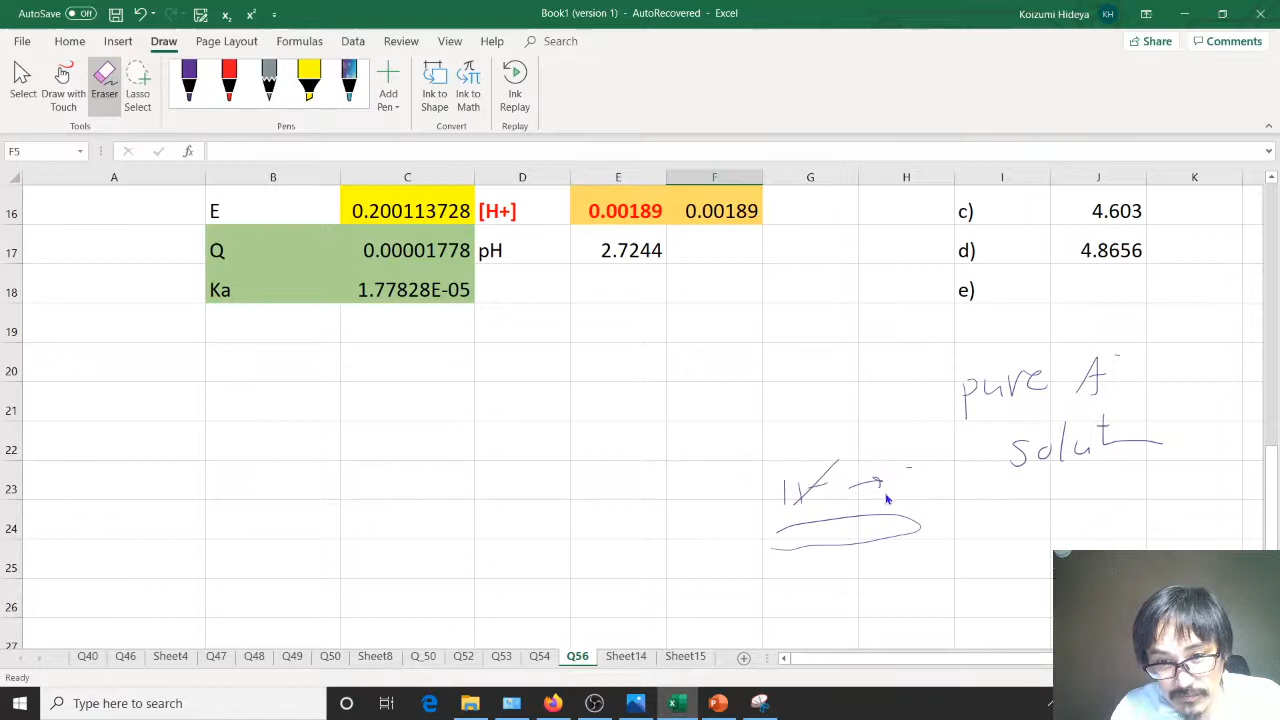 AutoSave Off Book1 (version 1) - AutoRecovered - Excel Koizumi Hideya KH
File Home Insert Draw Page Layout Formulas Data Review View Help Search Share Comments
Select Draw with Touch Eraser Lasso Select Add Pen Ink to Shape Ink to Math Ink Replay
Tools Pens Convert Replay
F5 fx
A B C D E F G H I J K
16 E 0.200113728 [H+] 0.00189 0.00189 c) 4.603
17 Q 0.00001778 pH 2.7244 d) 4.8656
18 Ka 1.77828E-05 e)
19
20 pure A-
21
22 solut
23
24
25
26
27
Q40 Q46 Sheet4 Q47 Q48 Q49 Q50 Sheet8 Q_50 Q52 Q53 Q54 Q56 Sheet14 Sheet15
Ready
Type here to search